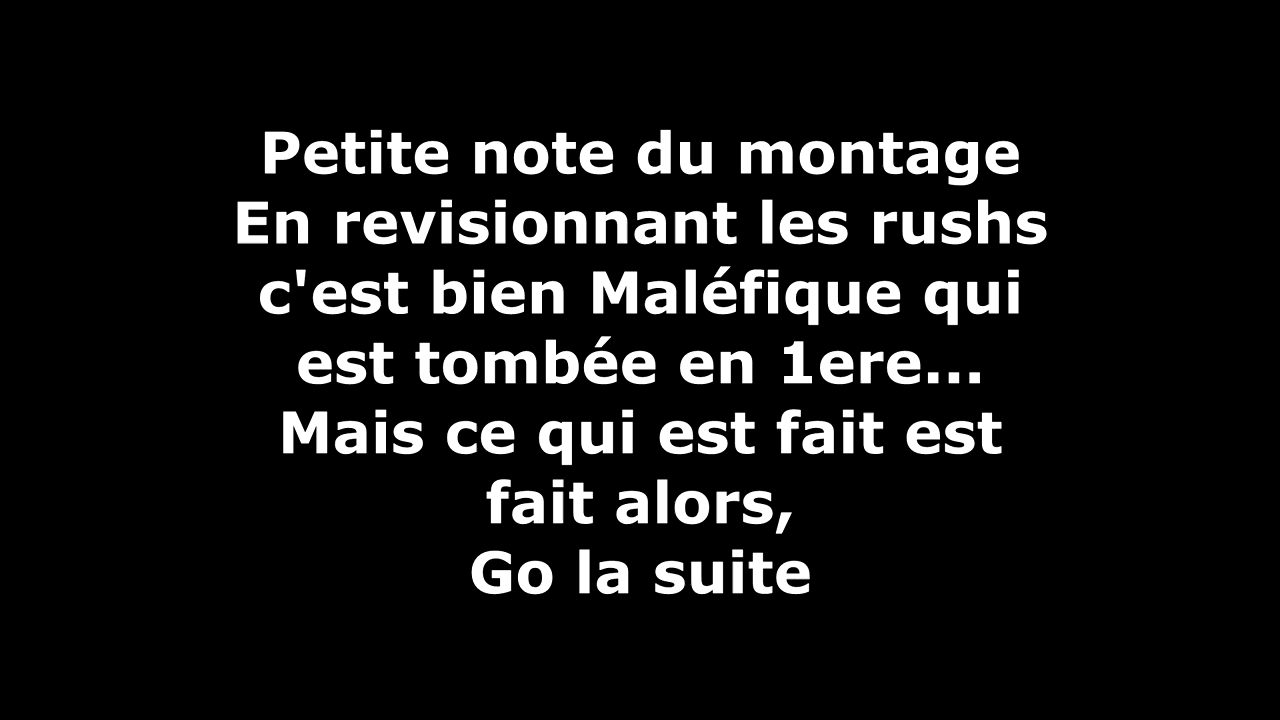 Petite note du montage
En revisionnant les rushs
c'est bien Maléfique qui
est tombée en 1ere...
Mais ce qui est fait est
fait alors,
Go la suite